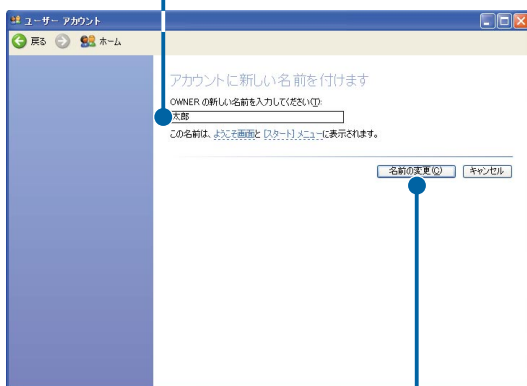 ユーザー アカウント
戻る ホーム
アカウントに新しい名前を付けます
OWNER の新しい名前を入力してください(T):
太郎
この名前は、ようこそ画面と [スタート] メニューに表示されます。
名前の変更(C) キャンセル